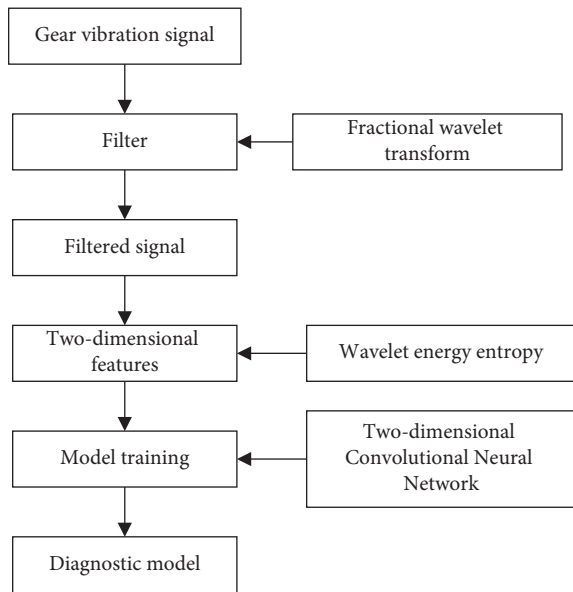 Gear vibration signal
Filter
Fractional wavelet
transform
Filtered signal
Two-dimensional
features
Wavelet energy entropy
Model training
Two-dimensional
Convolutional Neural
Network
Diagnostic model